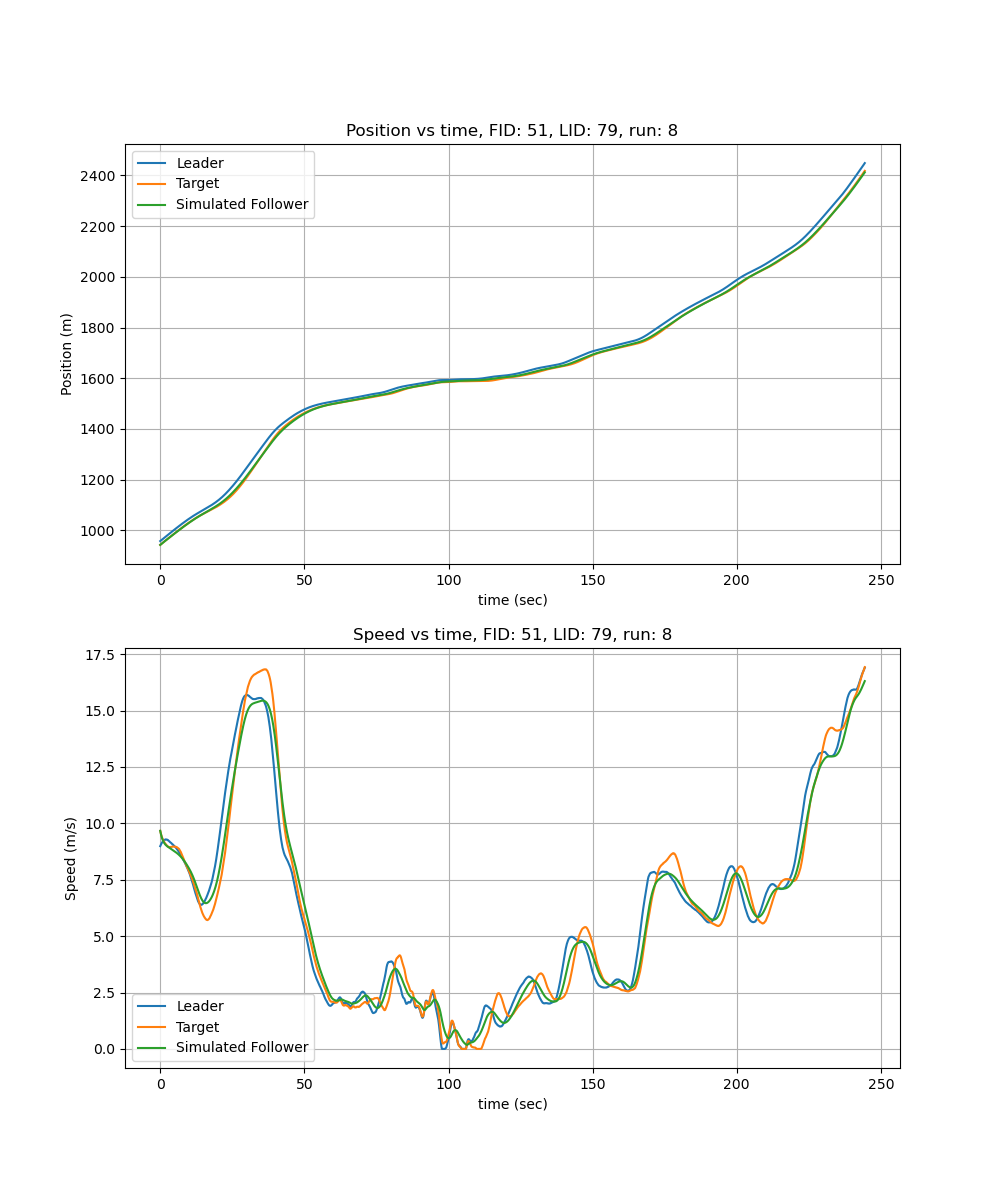 Position vs time, FID: 51, LID: 79, run: 8
Leader
Target
Simulated Follower
2400
2200
2000
1800
1600
1400
1200
1000
Position (m)
0 50 100 150 200 250
time (sec)
Speed vs time, FID: 51, LID: 79, run: 8
17.5
15.0
12.5
10.0
7.5
5.0
2.5
0.0
Speed (m/s)
Leader
Target
Simulated Follower
0 50 100 150 200 250
time (sec)